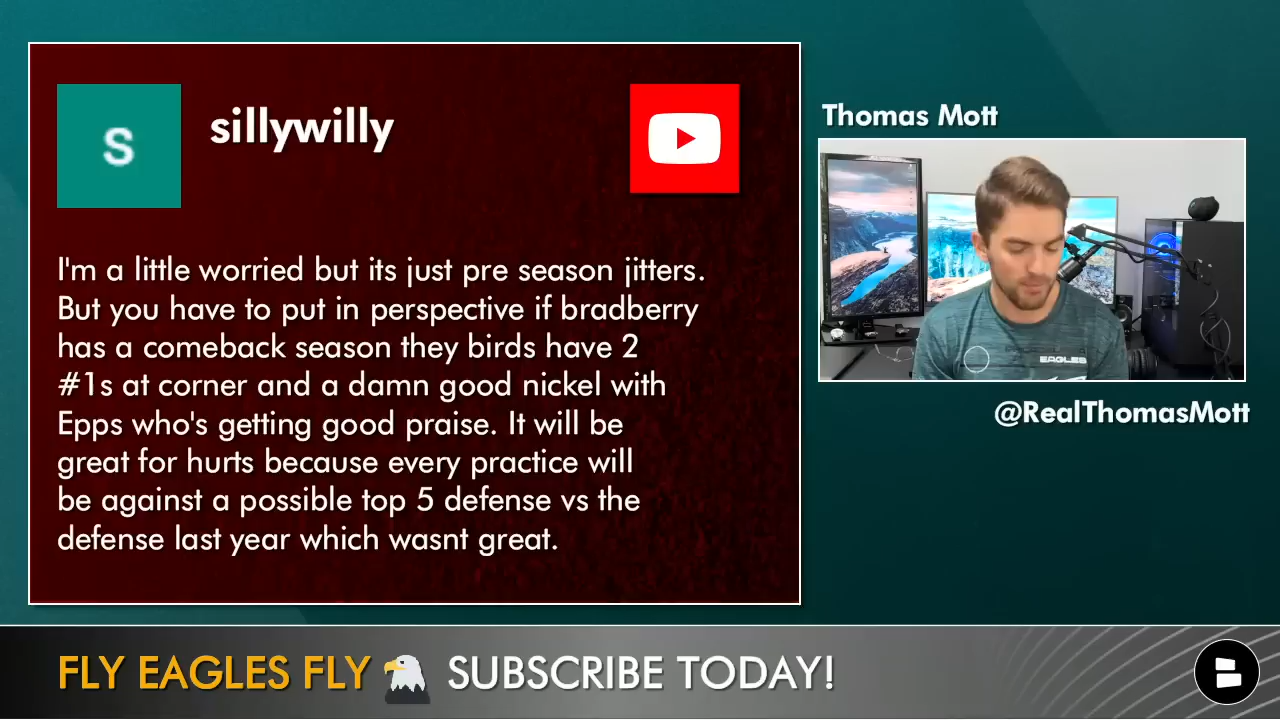 S
sillywilly
Thomas Mott
I'm a little worried but its just pre season jitters.
But you have to put in perspective if bradberry
has a comeback season they birds have 2
#1s at corner and a damn good nickel with
Epps who's getting good praise. It will be
great for hurts because every practice will
be against a possible top 5 defense vs the
defense last year which wasnt great.
EAGLES
@RealThomasMott
FLY EAGLES FLY SUBSCRIBE TODAY!